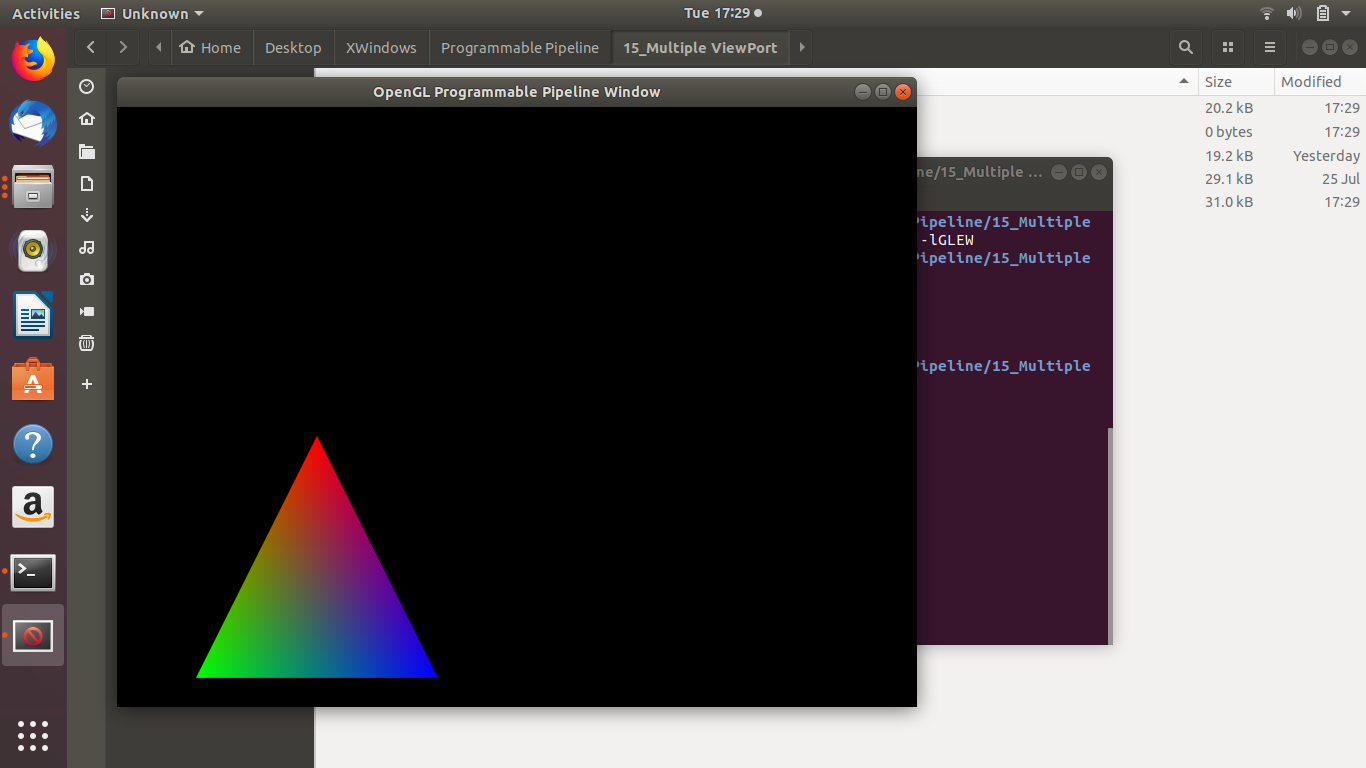 Activities Unknown Tue 17:29
Home Desktop XWindows Programmable Pipeline 15_Multiple ViewPort
Size Modified
OpenGL Programmable Pipeline Window
20.2 kB 17:29
0 bytes 17:29
19.2 kB Yesterday
29.1 kB 25 Jul
31.0 kB 17:29
ne/15_Multiple ...
Pipeline/15_Multiple
-lGLEW
Pipeline/15_Multiple
Pipeline/15_Multiple